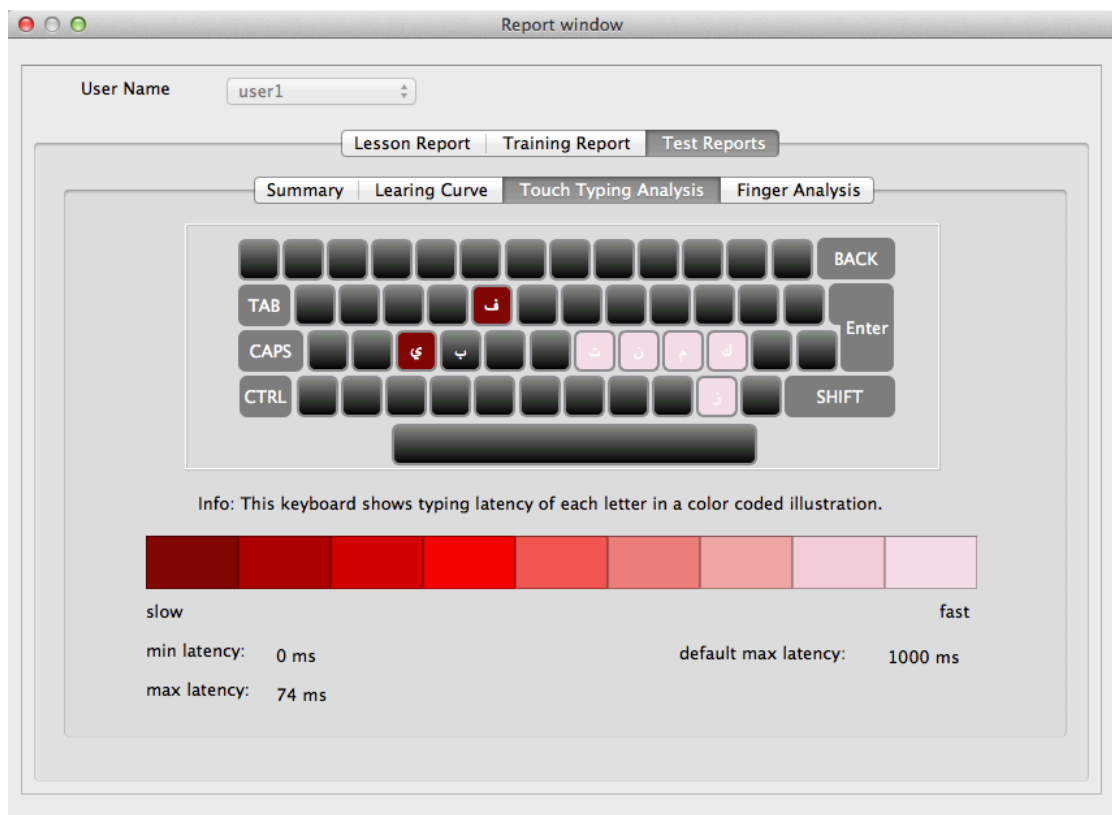 Report window
User Name user1
Lesson Report Training Report Test Reports
Summary Learing Curve Touch Typing Analysis Finger Analysis
BACK
TAB ف
Enter
CAPS ي ب ت ن م ك
CTRL ز SHIFT
Info: This keyboard shows typing latency of each letter in a color coded illustration.
slow fast
min latency: 0 ms default max latency: 1000 ms
max latency: 74 ms